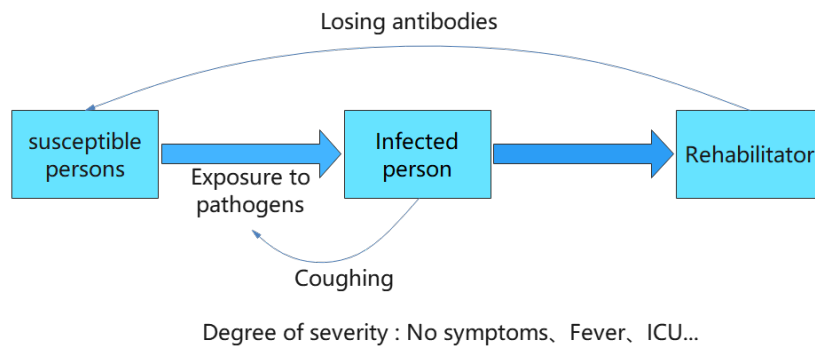 Losing antibodies
susceptible
persons
Exposure to
pathogens
Infected
person
Rehabilitator
Coughing
Degree of severity : No symptoms、Fever、ICU...